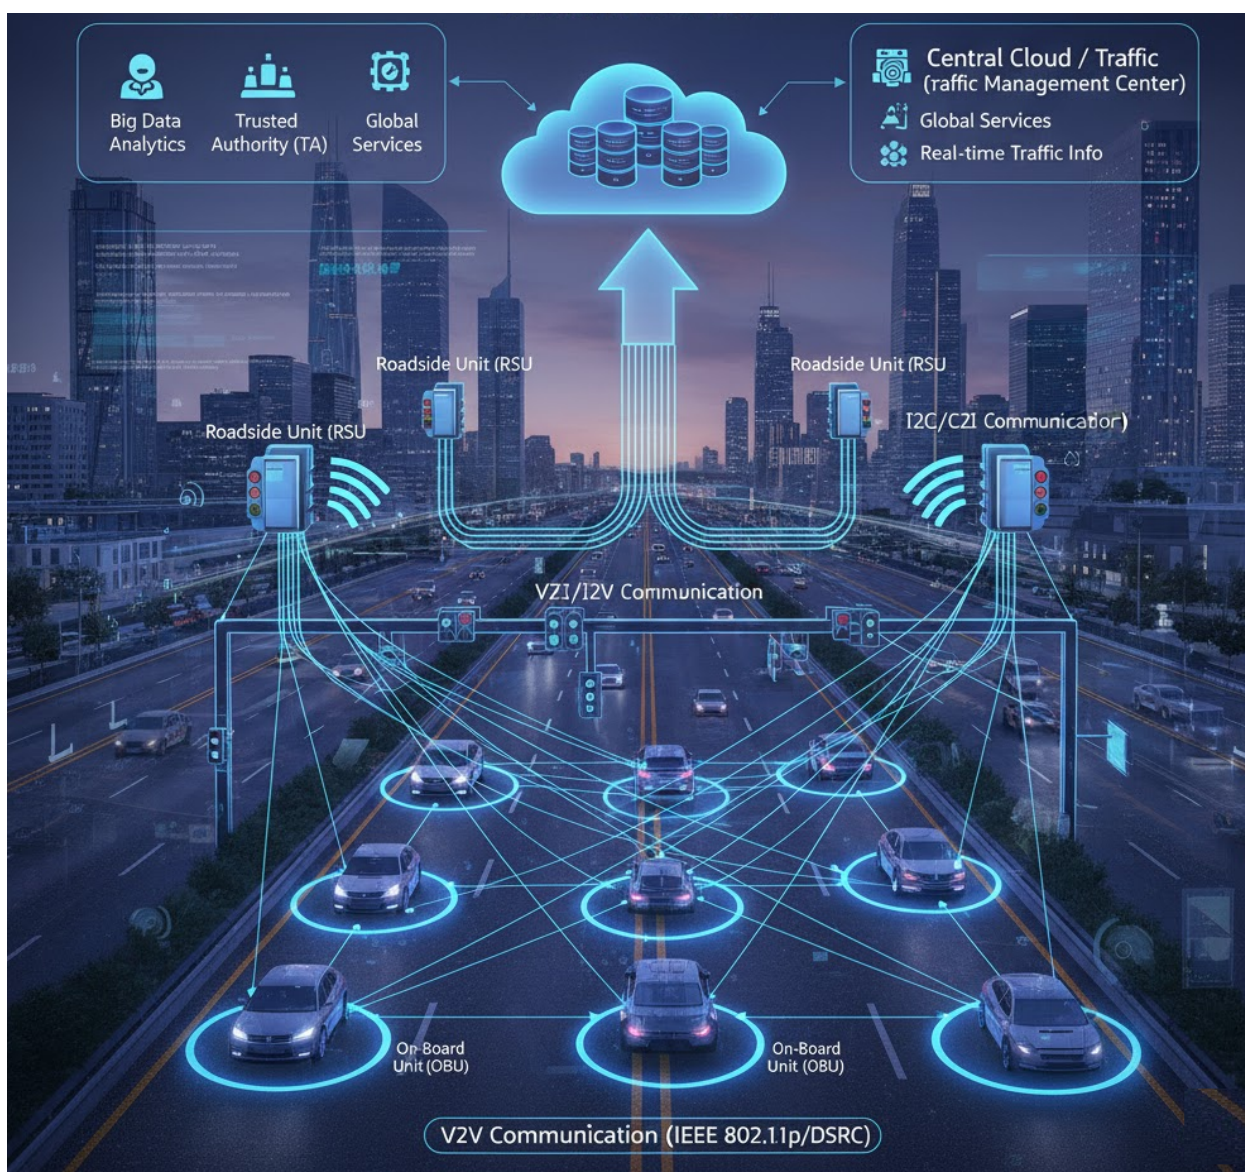 Big Data
Analytics
Trusted
Authority (TA)
Global
Services
Central Cloud / Traffic
(raffic Management Center)
Global Services
Real-time Traffic Info
Roadside Unit (RSU
Roadside Unit (RSU
Roadside Unit (RSU
I2C/C2I Communication)
VZI/I2V Communication
On-Board
Unit (OBU)
On-Board
Unit (OBU)
V2V Communication (IEEE 802.11p/DSRC)